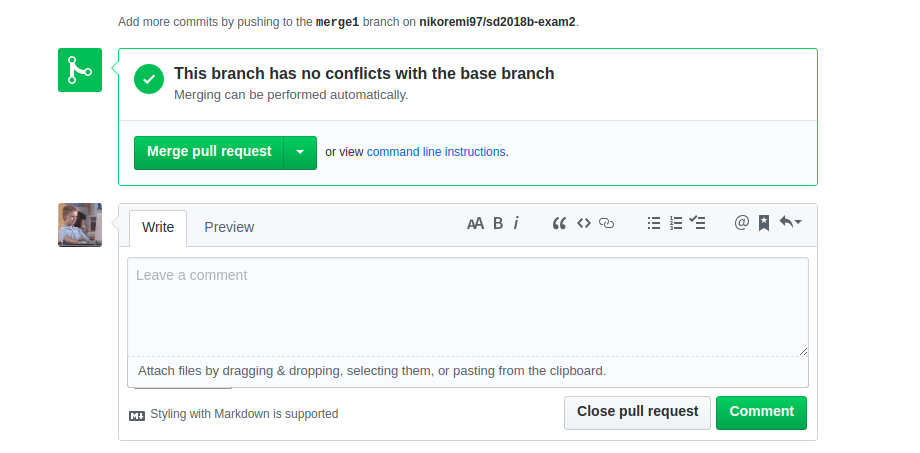 Add more commits by pushing to the merge1 branch on nikoremi97/sd2018b-exam2.
This branch has no conflicts with the base branch
Merging can be performed automatically.
Merge pull request or view command line instructions.
Write Preview AA B i @
Leave a comment
Attach files by dragging & dropping, selecting them, or pasting from the clipboard.
Styling with Markdown is supported Close pull request Comment